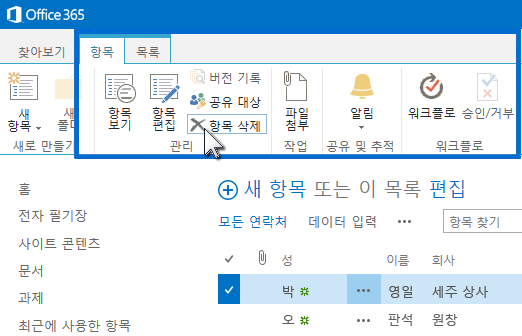 Office 365
찾아보기 항목 목록
새 항목
새 폴더
항목 보기
항목 편집
버전 기록
공유 대상
항목 삭제
파일 첨부
알림
워크플로
승인/거부
새로 만들기 관리 작업 공유 및 추적 워크플로
홈
전자 필기장
사이트 콘텐츠
문서
과제
최근에 사용한 항목
새 항목 또는 이 목록 편집
모든 연락처 데이터 입력 ••• 항목 찾기
성 이름 회사
박 ••• 영일 세주 상사
오 ••• 판석 원창